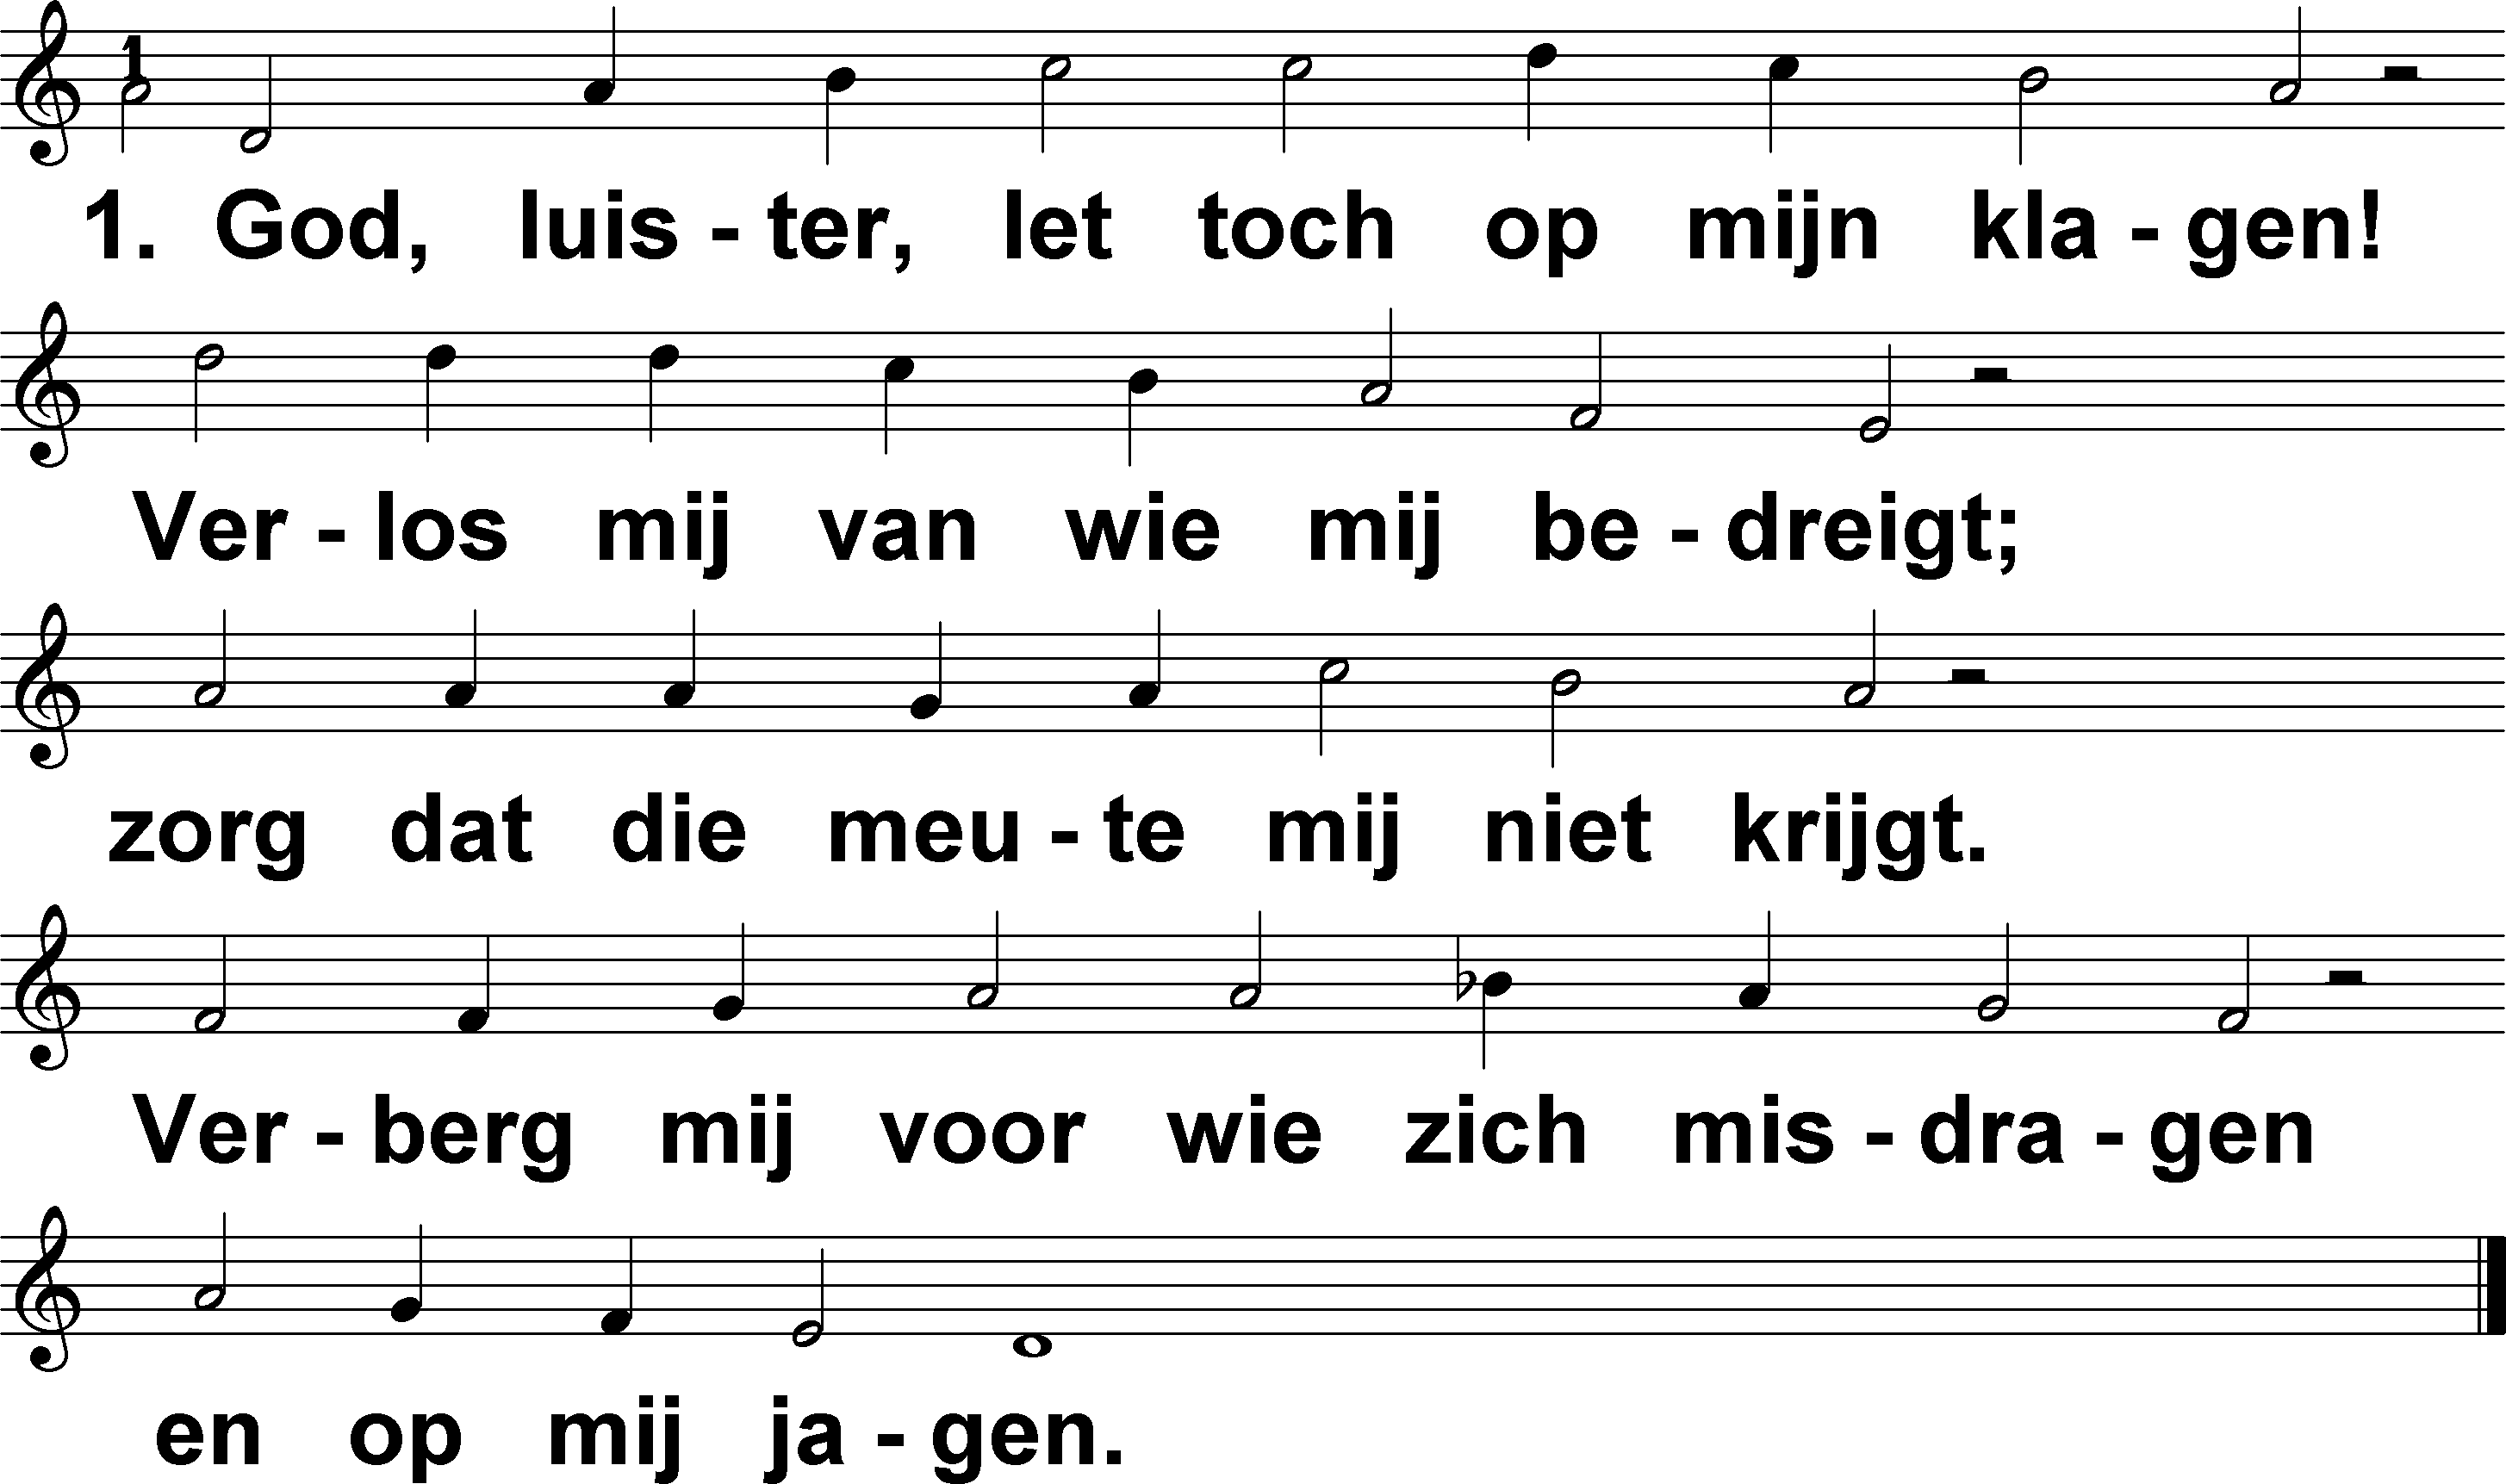 1
1. God, luis - ter, let toch op mijn kla - gen!
Ver - los mij van wie mij be - dreigt;
zorg dat die meu - te mij niet krijgt.
Ver - berg mij voor wie zich mis - dra - gen
en op mij ja - gen.